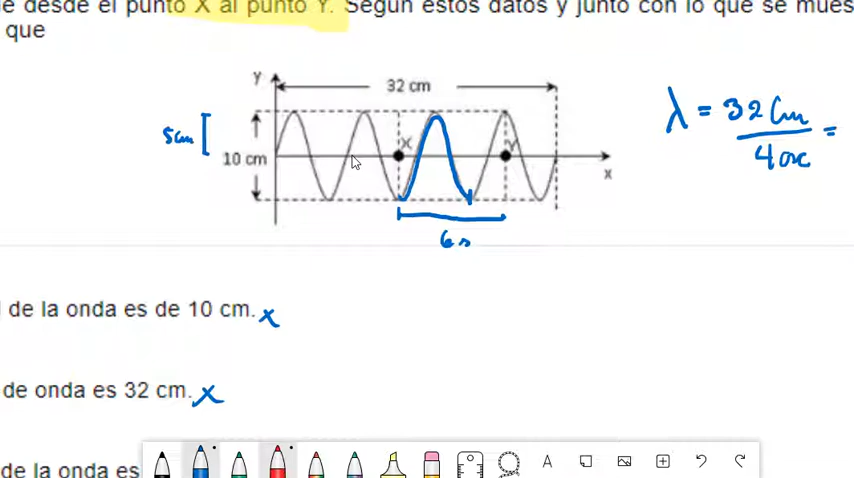 e desde el punto X al punto Y. Según estos datos y junto con lo que se mues
que
Y
32 cm
5cm
10 cm
X
Y
x
6s
λ = 32 cm / 4 osc =
de la onda es de 10 cm. x
de onda es 32 cm. x
de la onda es
A